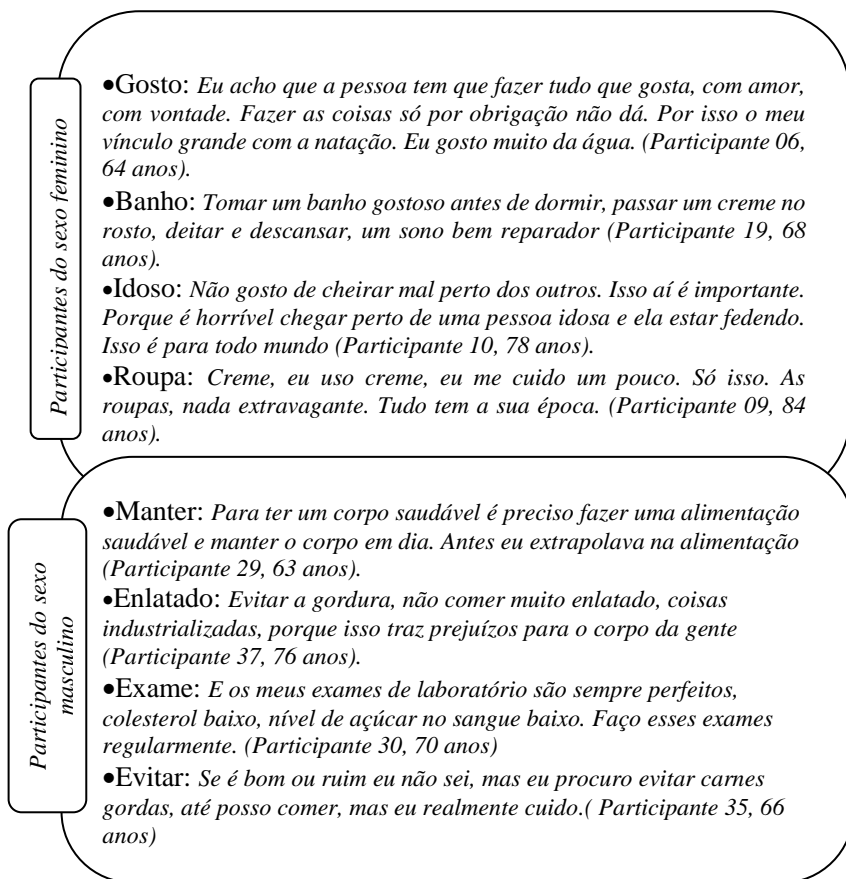 Participantes do sexo feminino
•Gosto: Eu acho que a pessoa tem que fazer tudo que gosta, com amor,
com vontade. Fazer as coisas só por obrigação não dá. Por isso o meu
vínculo grande com a natação. Eu gosto muito da água. (Participante 06,
64 anos).
•Banho: Tomar um banho gostoso antes de dormir, passar um creme no
rosto, deitar e descansar, um sono bem reparador (Participante 19, 68
anos).
•Idoso: Não gosto de cheirar mal perto dos outros. Isso aí é importante.
Porque é horrível chegar perto de uma pessoa idosa e ela estar fedendo.
Isso é para todo mundo (Participante 10, 78 anos).
•Roupa: Creme, eu uso creme, eu me cuido um pouco. Só isso. As
roupas, nada extravagante. Tudo tem a sua época. (Participante 09, 84
anos).
Participantes do sexo
masculino
•Manter: Para ter um corpo saudável é preciso fazer uma alimentação
saudável e manter o corpo em dia. Antes eu extrapolava na alimentação
(Participante 29, 63 anos).
•Enlatado: Evitar a gordura, não comer muito enlatado, coisas
industrializadas, porque isso traz prejuízos para o corpo da gente
(Participante 37, 76 anos).
•Exame: E os meus exames de laboratório são sempre perfeitos,
colesterol baixo, nível de açúcar no sangue baixo. Faço esses exames
regularmente. (Participante 30, 70 anos)
•Evitar: Se é bom ou ruim eu não sei, mas eu procuro evitar carnes
gordas, até posso comer, mas eu realmente cuido.( Participante 35, 66
anos)